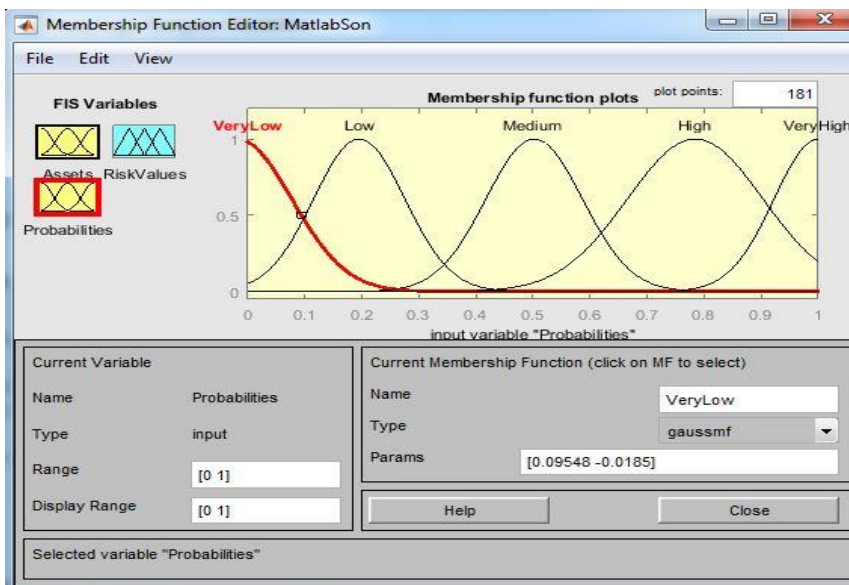 Membership Function Editor: MatlabSon
File Edit View
FIS Variables
Assets RiskValues
Probabilities
Membership function plots plot points: 181
VeryLow Low Medium High VeryHigh
1
0.5
0
0 0.1 0.2 0.3 0.4 0.5 0.6 0.7 0.8 0.9 1
input variable "Probabilities"
Current Variable
Name Probabilities
Type input
Range [0 1]
Display Range [0 1]
Current Membership Function (click on MF to select)
Name VeryLow
Type gaussmf
Params [0.09548 -0.0185]
Help Close
Selected variable "Probabilities"